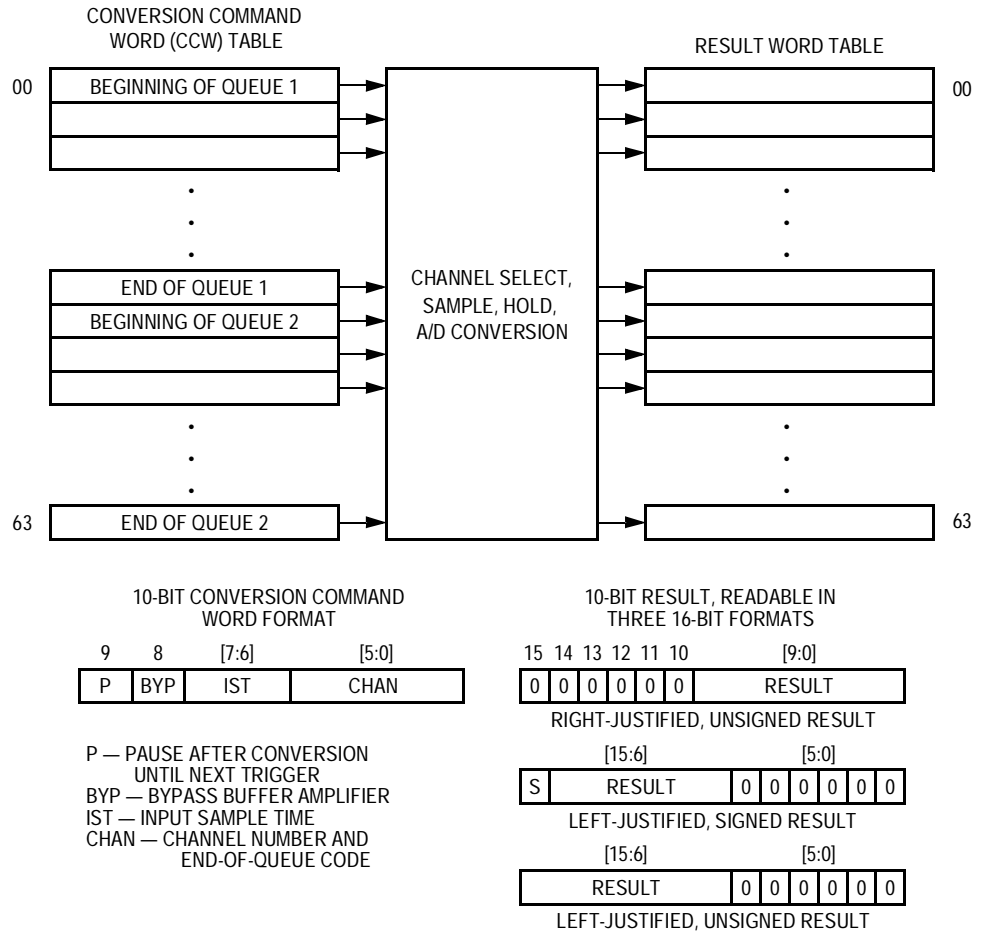 CONVERSION COMMAND
WORD (CCW) TABLE
RESULT WORD TABLE
00
BEGINNING OF QUEUE 1
00
END OF QUEUE 1
BEGINNING OF QUEUE 2
CHANNEL SELECT,
SAMPLE, HOLD,
A/D CONVERSION
63
END OF QUEUE 2
63
10-BIT CONVERSION COMMAND
WORD FORMAT
9 8 [7:6] [5:0]
P BYP IST CHAN
P — PAUSE AFTER CONVERSION
UNTIL NEXT TRIGGER
BYP — BYPASS BUFFER AMPLIFIER
IST — INPUT SAMPLE TIME
CHAN — CHANNEL NUMBER AND
END-OF-QUEUE CODE
10-BIT RESULT, READABLE IN
THREE 16-BIT FORMATS
15 14 13 12 11 10 [9:0]
0 0 0 0 0 0 RESULT
RIGHT-JUSTIFIED, UNSIGNED RESULT
[15:6] [5:0]
S RESULT 0 0 0 0 0 0
LEFT-JUSTIFIED, SIGNED RESULT
[15:6] [5:0]
RESULT 0 0 0 0 0 0
LEFT-JUSTIFIED, UNSIGNED RESULT